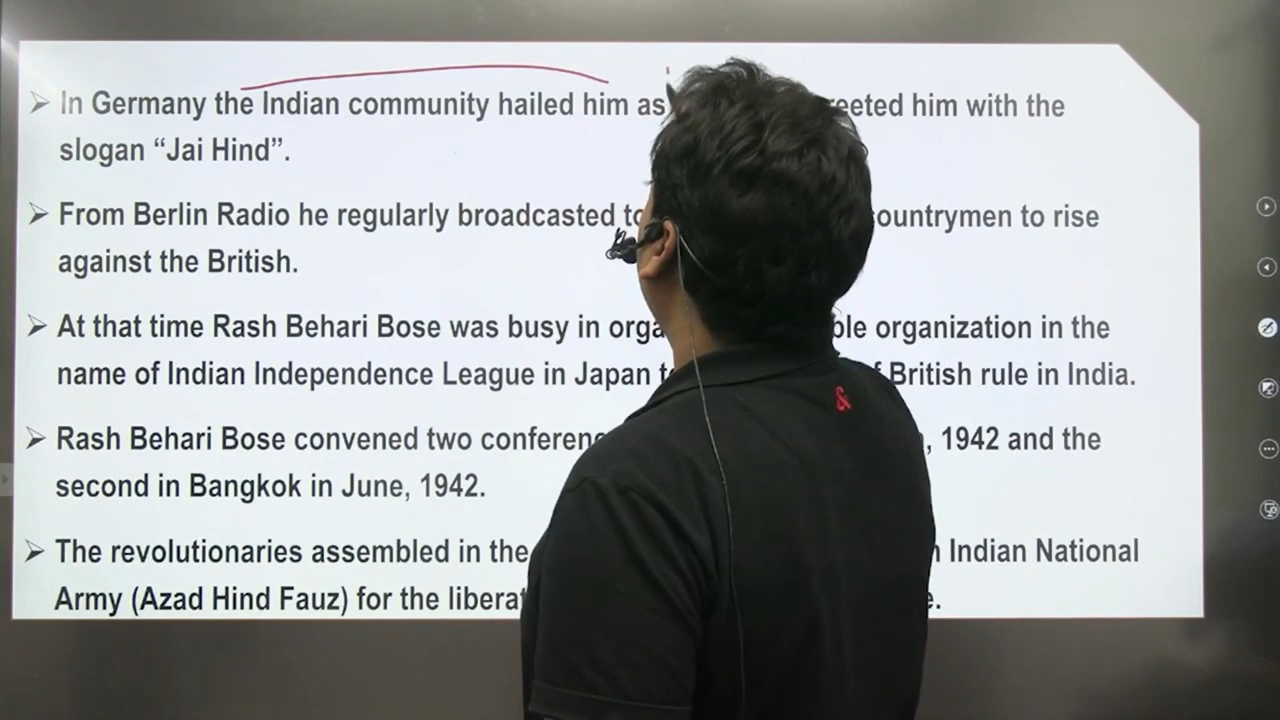 ➢ In Germany the Indian community hailed him as reeted him with the
slogan “Jai Hind”.
➢ From Berlin Radio he regularly broadcasted to ountrymen to rise
against the British.
➢ At that time Rash Behari Bose was busy in orga ble organization in the
name of Indian Independence League in Japan British rule in India.
➢ Rash Behari Bose convened two conferenc , 1942 and the
second in Bangkok in June, 1942.
➢ The revolutionaries assembled in the Indian National
Army (Azad Hind Fauz) for the liberat e.
&